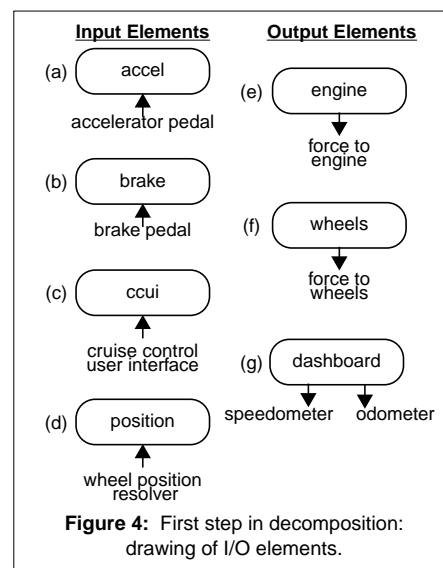 Input Elements
Output Elements
(a)
accel
accelerator pedal
(b)
brake
brake pedal
(c)
ccui
cruise control
user interface
(d)
position
wheel position
resolver
(e)
engine
force to
engine
(f)
wheels
force to
wheels
(g)
dashboard
speedometer
odometer
Figure 4: First step in decomposition:
drawing of I/O elements.